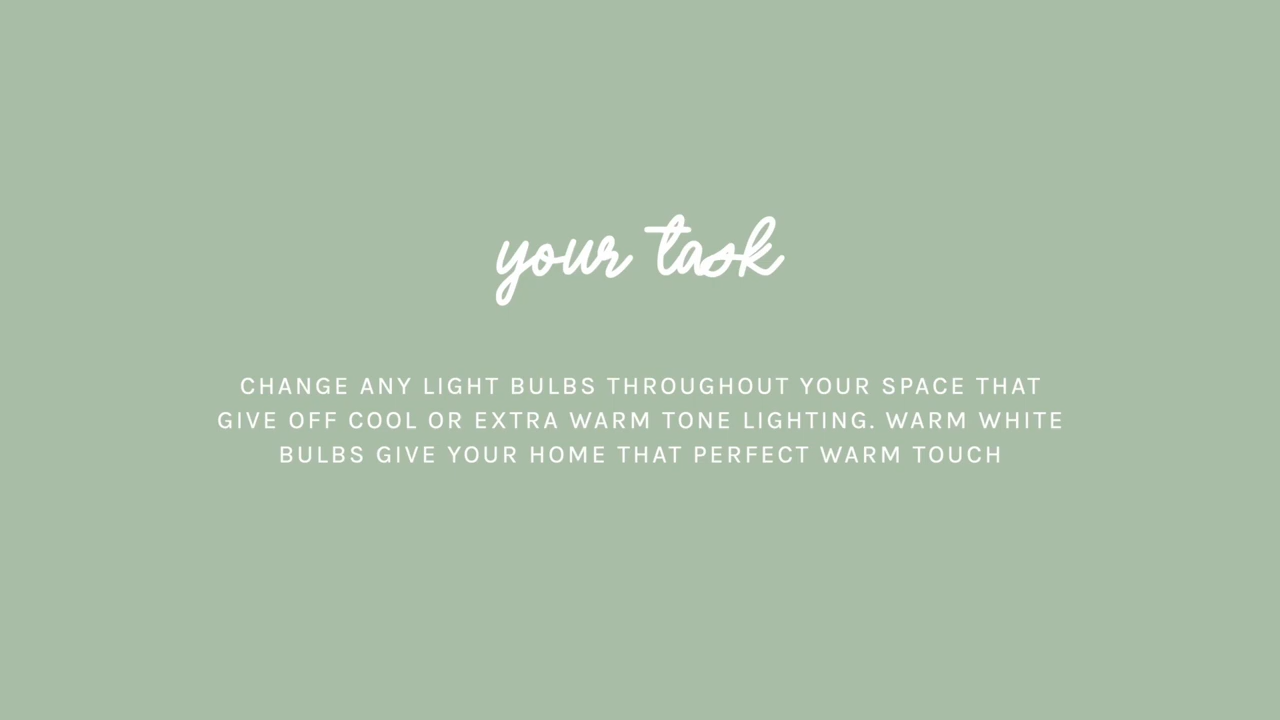 your task
CHANGE ANY LIGHT BULBS THROUGHOUT YOUR SPACE THAT
GIVE OFF COOL OR EXTRA WARM TONE LIGHTING. WARM WHITE
BULBS GIVE YOUR HOME THAT PERFECT WARM TOUCH